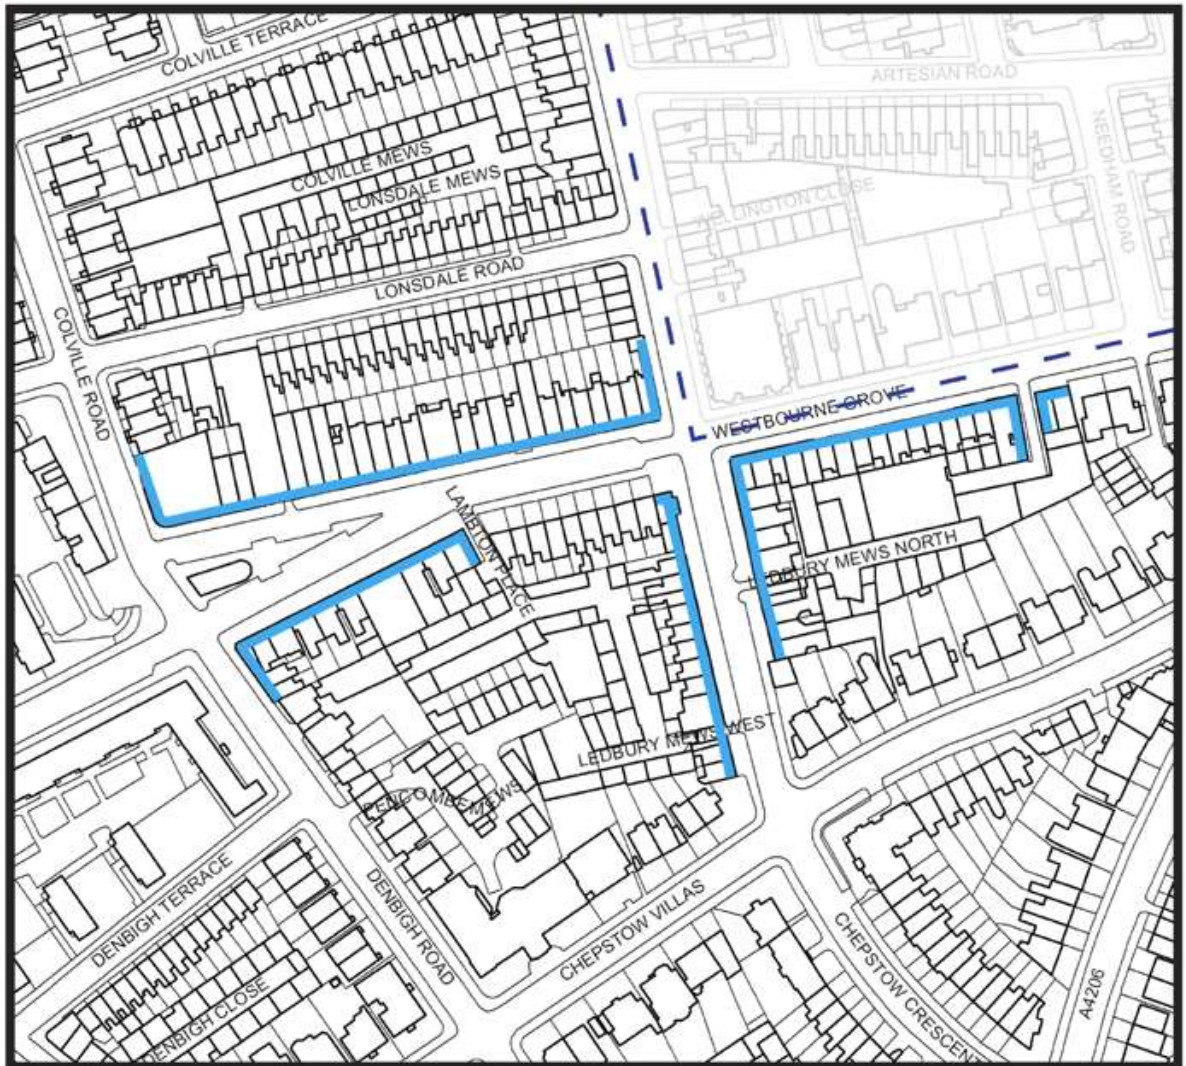 COLVILLE TERRACE
ARTESIAN ROAD
NEEDHAM ROAD
COLVILLE MEWS
LONSDALE MEWS
WELLINGTON CLOSE
LONSDALE ROAD
COLVILLE ROAD
WESTBOURNE GROVE
LAMBTON PLACE
LEDBURY MEWS NORTH
LEDBURY MEWS WEST
PENCOMBE MEWS
DENBIGH TERRACE
DENBIGH ROAD
CHEPSTOW VILLAS
CHEPSTOW CRESCENT
DENBIGH CLOSE
A4206